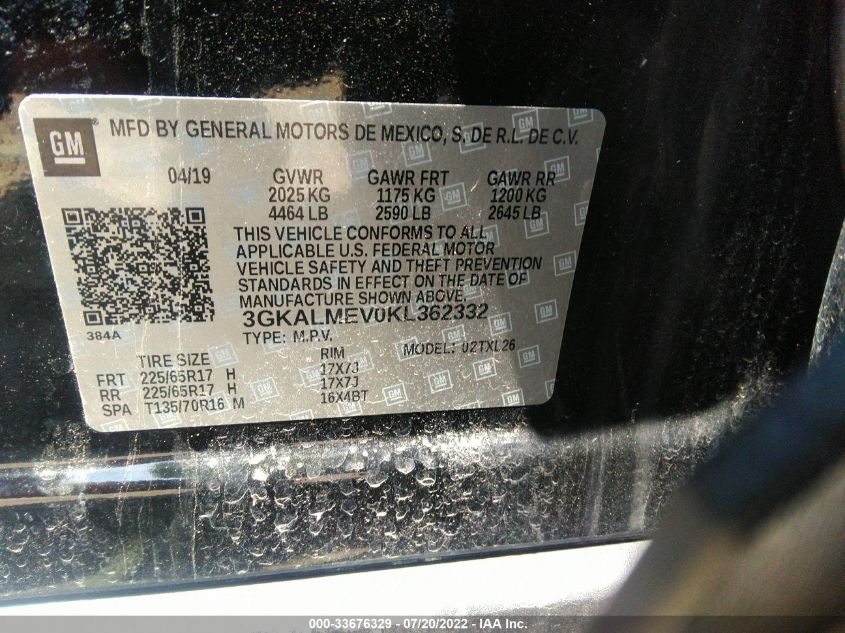 GM MFD BY GENERAL MOTORS DE MEXICO, S. DE R.L. DE C.V.
04/19 GVWR GAWR FRT GAWR RR
2025 KG 1175 KG 1200 KG
4464 LB 2590 LB 2645 LB
THIS VEHICLE CONFORMS TO ALL
APPLICABLE U.S. FEDERAL MOTOR
VEHICLE SAFETY AND THEFT PREVENTION
STANDARDS IN EFFECT ON THE DATE OF
MANUFACTURE SHOWN ABOVE.
3GKALMEV0KL362332
384A TYPE: M.P.V. MODEL: 02TXL26
TIRE SIZE RIM
FRT 225/65R17 H 17X7J
RR 225/65R17 H 17X7J
SPA T135/70R16 M 16X4BT
000-33676329 - 07/20/2022 - IAA Inc.